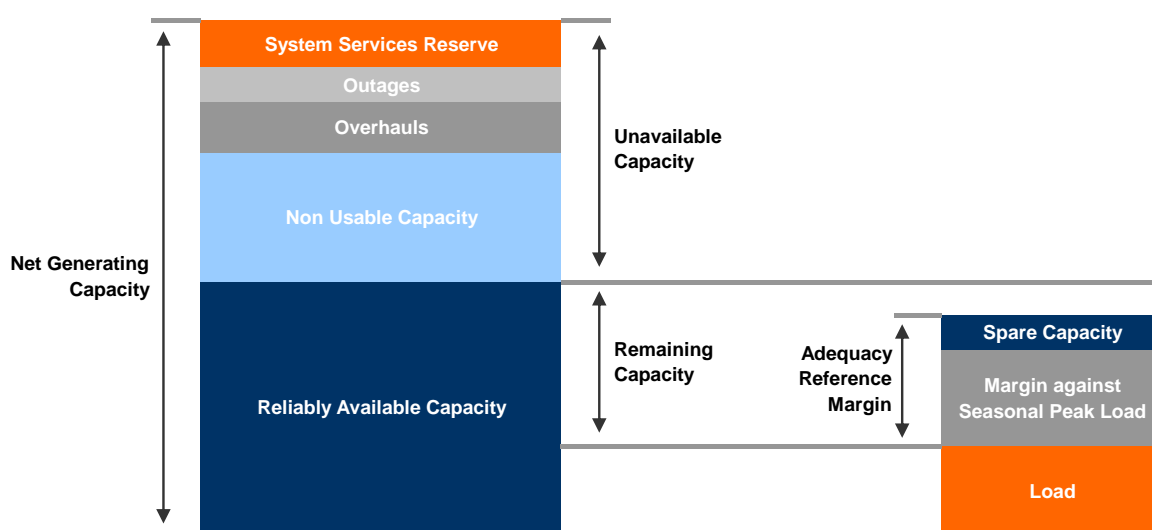 System Services Reserve
Outages
Overhauls
Unavailable
Capacity
Non Usable Capacity
Net Generating
Capacity
Reliably Available Capacity
Remaining
Capacity
Adequacy
Reference
Margin
Spare Capacity
Margin against
Seasonal Peak Load
Load